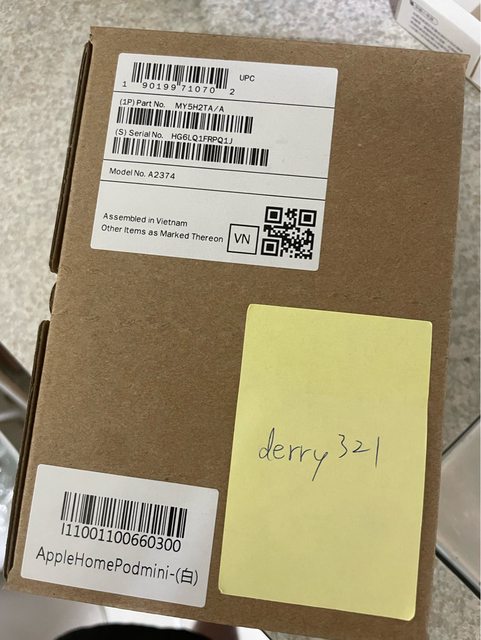 UPC
1 90199 71070 2
(1P) Part No. MY5H2TA/A
(S) Serial No. HG6LQ1FRPQ1J
Model No. A2374
Assembled in Vietnam
Other Items as Marked Thereon
VN
derry321
I11001100660300
AppleHomePodmini-(白)